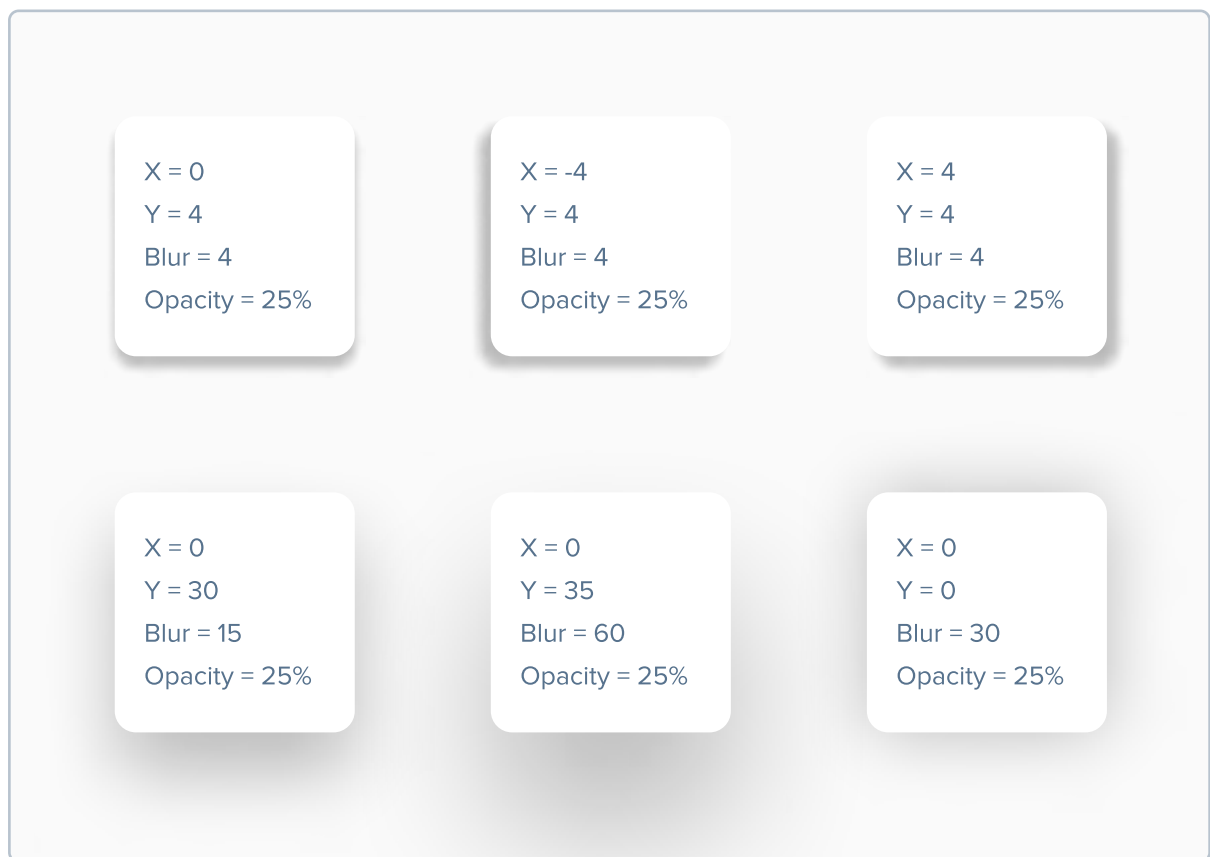 X = 0
Y = 4
Blur = 4
Opacity = 25%
X = -4
Y = 4
Blur = 4
Opacity = 25%
X = 4
Y = 4
Blur = 4
Opacity = 25%
X = 0
Y = 30
Blur = 15
Opacity = 25%
X = 0
Y = 35
Blur = 60
Opacity = 25%
X = 0
Y = 0
Blur = 30
Opacity = 25%